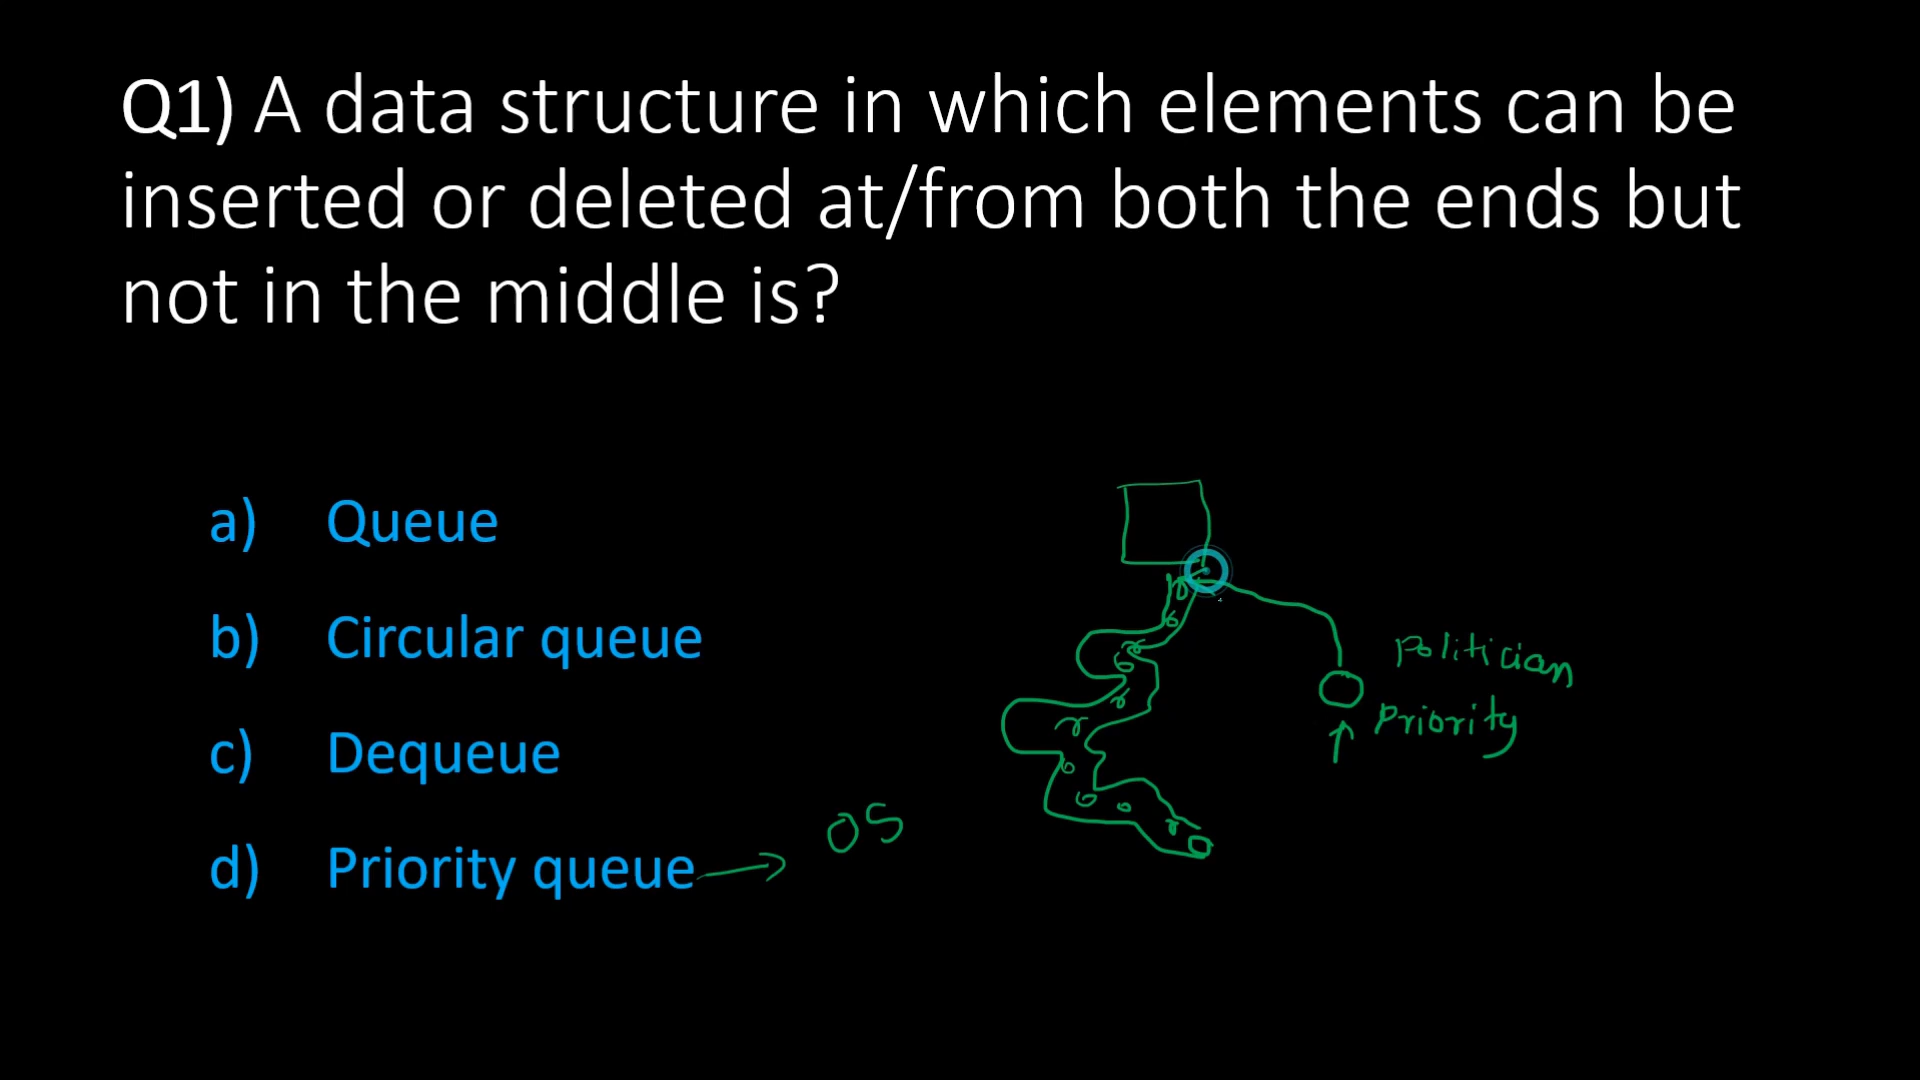 Q1) A data structure in which elements can be
inserted or deleted at/from both the ends but
not in the middle is?
a) Queue
b) Circular queue
c) Dequeue
d) Priority queue
OS
Politician
Priority